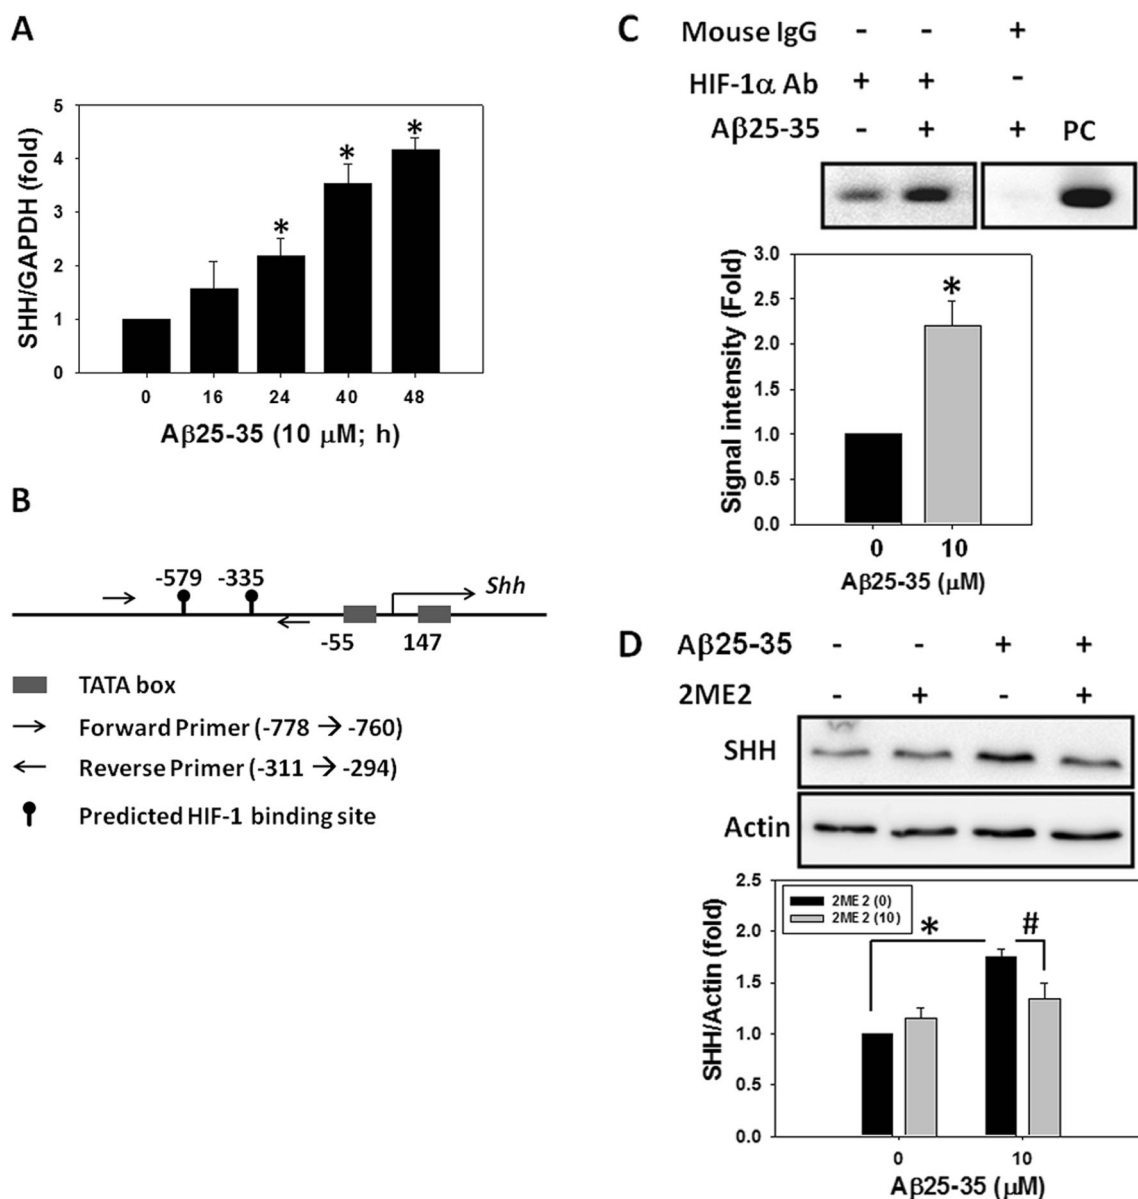 A
SHH/GAPDH (fold)
5
4
3
2
1
0
* * *
0 16 24 40 48
Aβ25-35 (10 μM; h)
B
-579 -335
Shh
-55 147
TATA box
Forward Primer (-778 → -760)
Reverse Primer (-311 → -294)
Predicted HIF-1 binding site
C
Mouse IgG - - +
HIF-1α Ab + + -
Aβ25-35 - + + PC
Signal intensity (Fold)
3.0
2.5
2.0
1.5
1.0
0.5
0.0
*
0 10
Aβ25-35 (μM)
D
Aβ25-35 - - + +
2ME2 - + - +
SHH
Actin
SHH/Actin (fold)
2.5
2.0
1.5
1.0
0.5
0.0
2ME2 (0)
2ME2 (10)
* #
0 10
Aβ25-35 (μM)